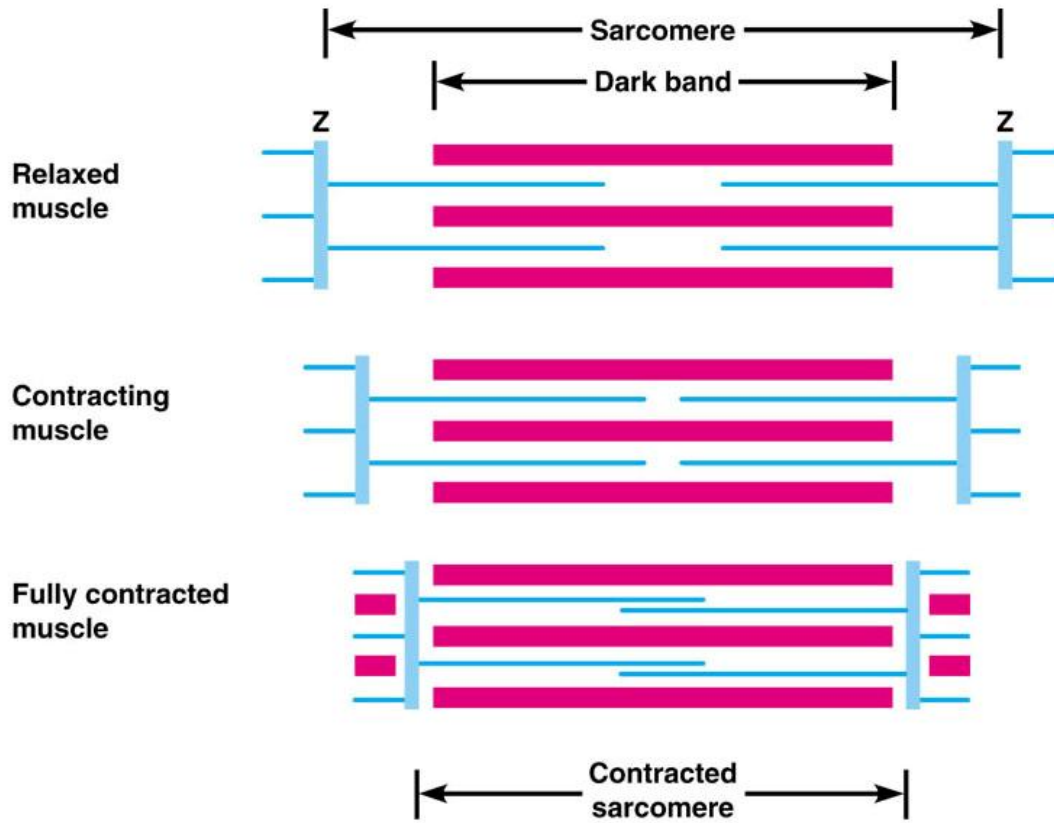 Sarcomere
Dark band
Z
Z
Relaxed
muscle
Contracting
muscle
Fully contracted
muscle
Contracted
sarcomere